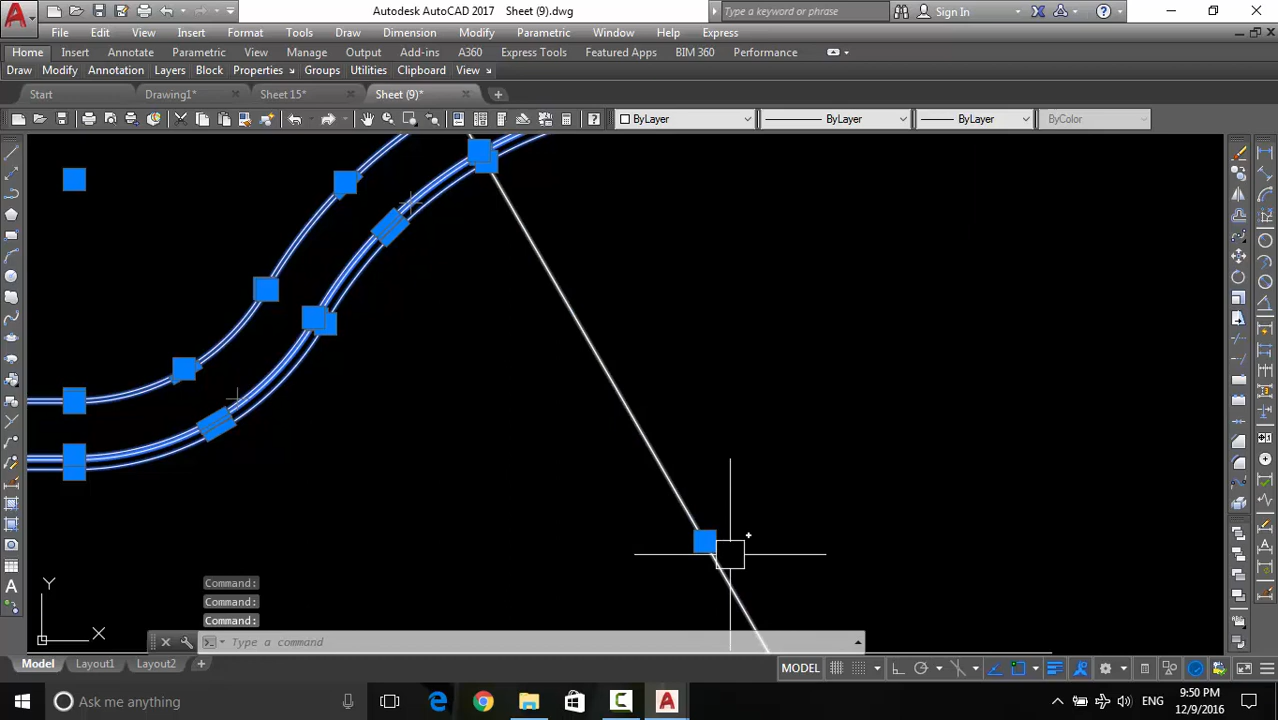 Autodesk AutoCAD 2017 Sheet (9).dwg
Type a keyword or phrase
Sign In
File Edit View Insert Format Tools Draw Dimension Modify Parametric Window Help Express
Home Insert Annotation Parametric View Manage Output Add-ins A360 Express Tools Featured Apps BIM 360 Performance
Draw Modify Annotation Layers Block Properties Groups Utilities Clipboard View
Start Drawing1* Sheet 15* Sheet (9)*
ByLayer ByLayer ByLayer ByColor
Y
X
Command:
Command:
Command:
Type a command
Model Layout1 Layout2
MODEL
Ask me anything
ENG
9:50 PM
12/9/2016